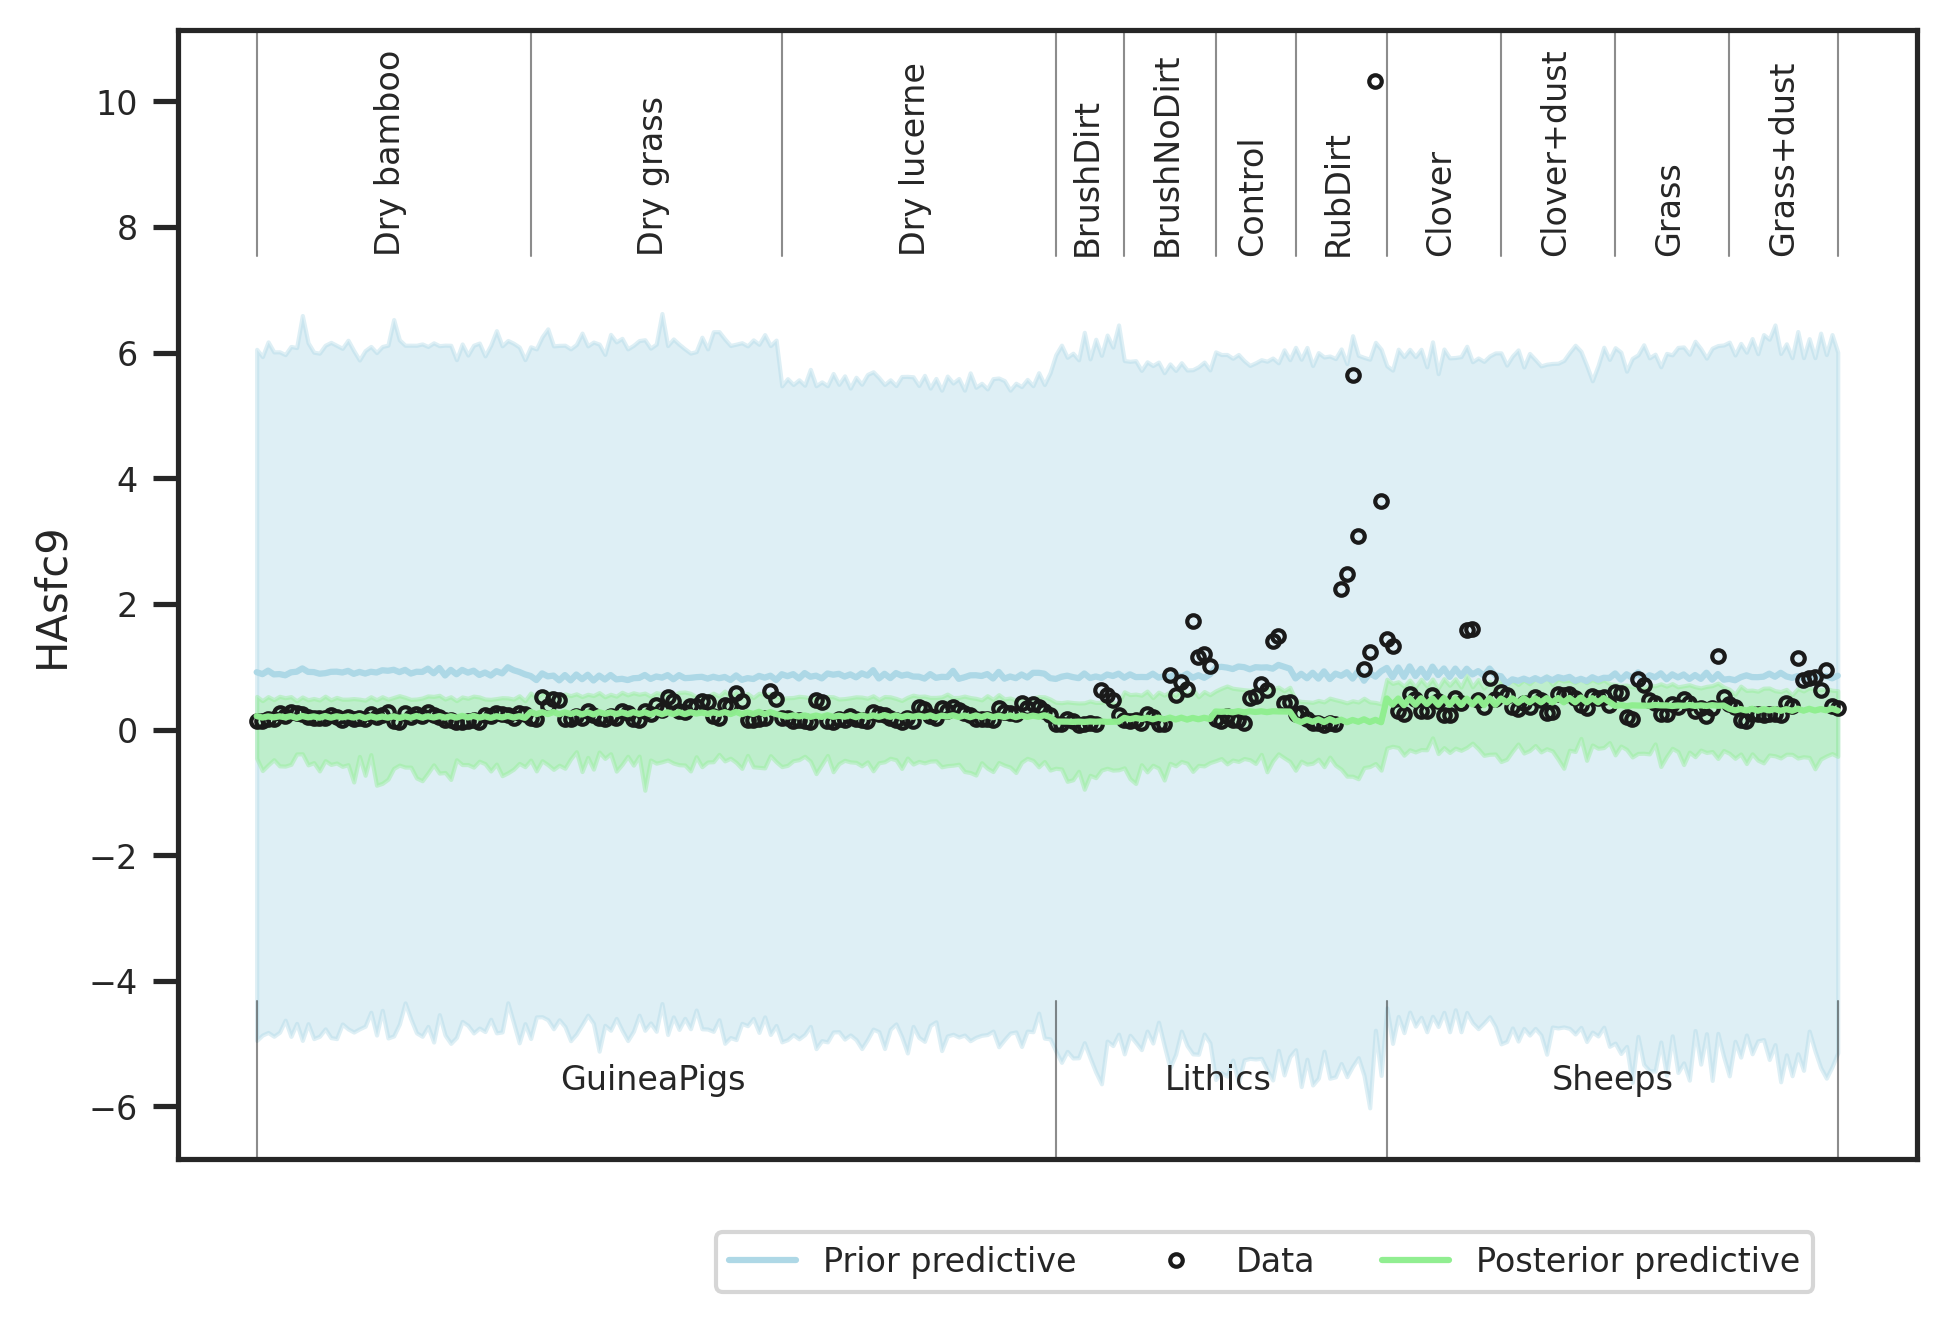 HAsfc9
10
8
6
4
2
0
−2
−4
−6
Dry bamboo
Dry grass
Dry lucerne
BrushDirt
BrushNoDirt
Control
RubDirt
Clover
Clover+dust
Grass
Grass+dust
GuineaPigs
Lithics
Sheeps
Prior predictive
Data
Posterior predictive